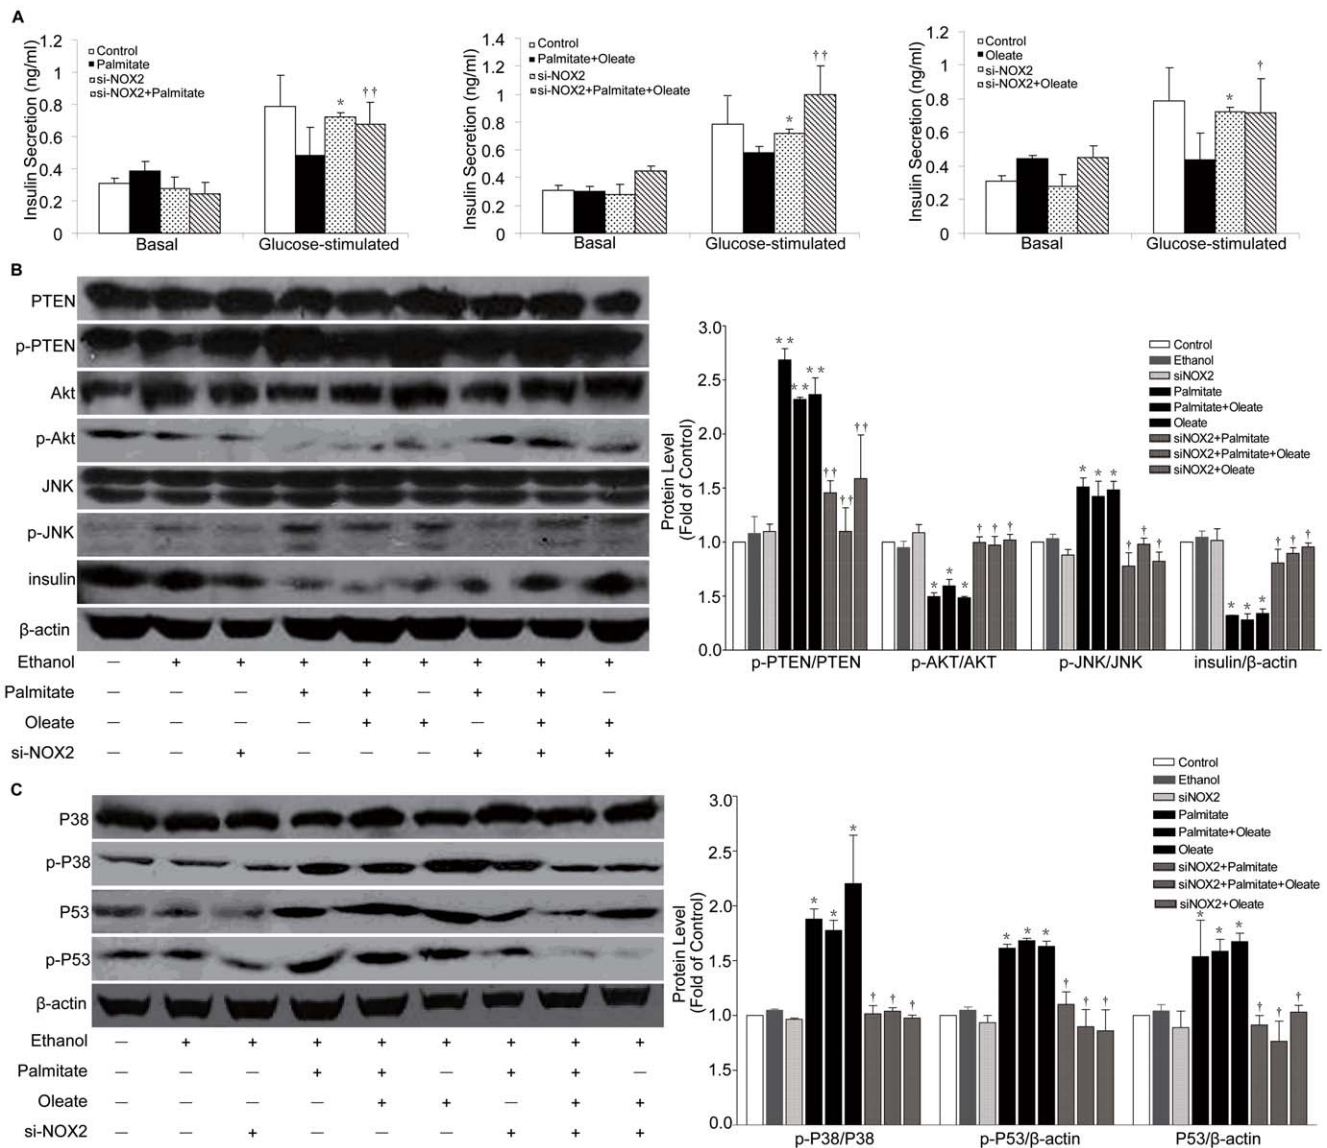 A
Insulin Secretion (ng/ml)
1.2
1
0.8
0.6
0.4
0.2
0
Control
Palmitate
si-NOX2
si-NOX2+Palmitate
*
††
Basal
Glucose-stimulated
Insulin Secretion (ng/ml)
1.4
1.2
1
0.8
0.6
0.4
0.2
0
Control
Palmitate+Oleate
si-NOX2
si-NOX2+Palmitate+Oleate
*
††
Basal
Glucose-stimulated
Insulin Secretion (ng/ml)
1.2
1
0.8
0.6
0.4
0.2
0
Control
Oleate
si-NOX2
si-NOX2+Oleate
*
†
Basal
Glucose-stimulated
B
PTEN
p-PTEN
Akt
p-Akt
JNK
p-JNK
insulin
β-actin
Ethanol — + + + + + + + +
Palmitate — — — + + — + + —
Oleate — — — — + + — + +
si-NOX2 — — + — — — + + +
Protein Level
(Fold of Control)
3.0
2.5
2.0
1.5
1.0
1.5
0.0
Control
Ethanol
siNOX2
Palmitate
Palmitate+Oleate
Oleate
siNOX2+Palmitate
siNOX2+Palmitate+Oleate
siNOX2+Oleate
** ** ** †† †† ††
* * * † † †
* * * † † †
* * * † † †
p-PTEN/PTEN
p-AKT/AKT
p-JNK/JNK
insulin/β-actin
C
P38
p-P38
P53
p-P53
β-actin
Ethanol — + + + + + + + +
Palmitate — — — + + — + + —
Oleate — — — — + + — + +
si-NOX2 — — + — — — + + +
Protein Level
(Fold of Control)
3.0
2.5
2.0
1.5
1.0
1.5
0.0
Control
Ethanol
siNOX2
Palmitate
Palmitate+Oleate
Oleate
siNOX2+Palmitate
siNOX2+Palmitate+Oleate
siNOX2+Oleate
* * * † † †
* * * † † †
* * * † † †
p-P38/P38
p-P53/β-actin
P53/β-actin